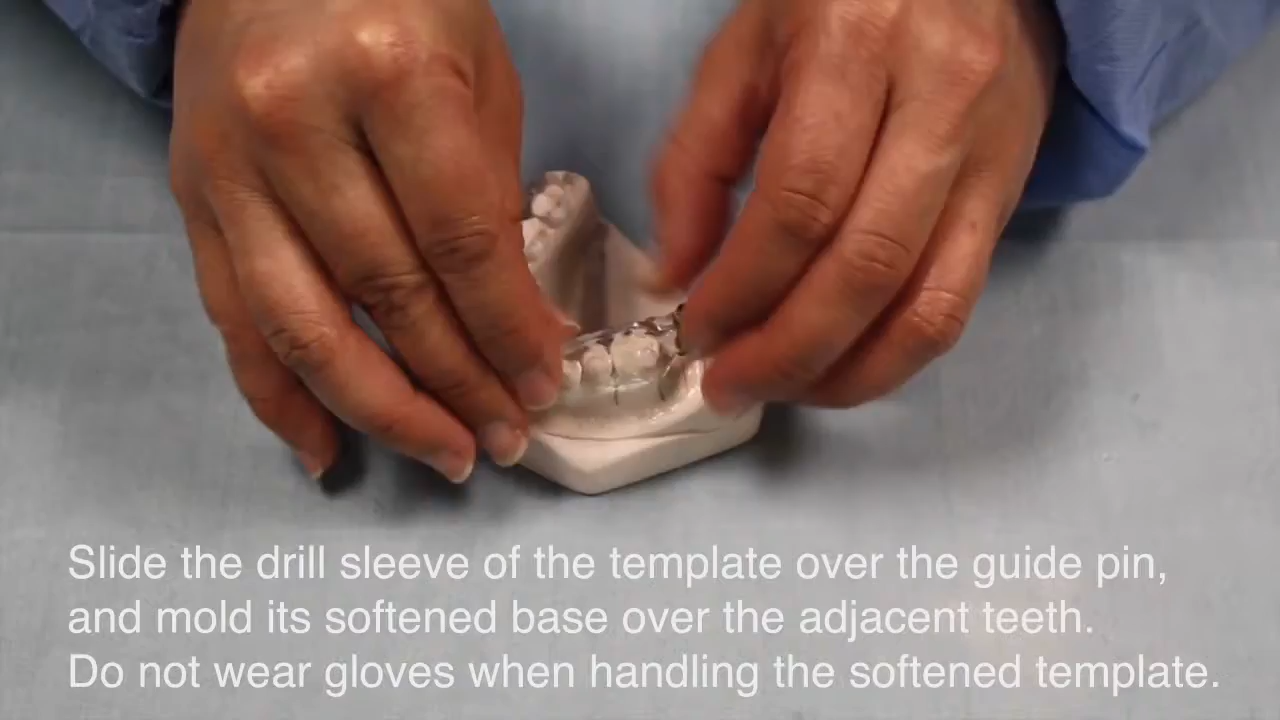 Slide the drill sleeve of the template over the guide pin,
and mold its softened base over the adjacent teeth.
Do not wear gloves when handling the softened template.